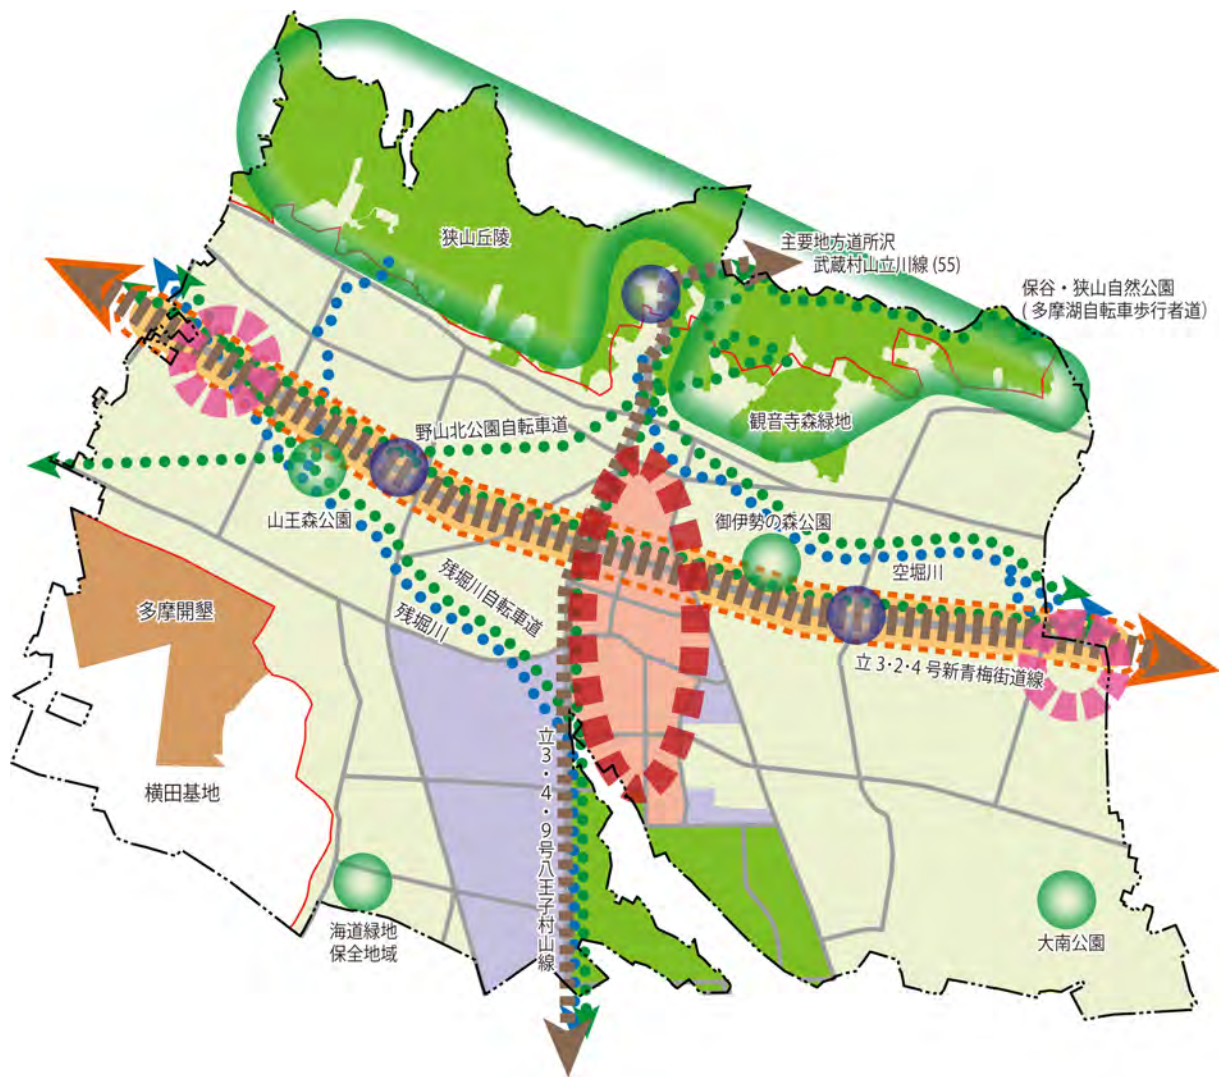 狭山丘陵
主要地方道所沢
武蔵村山立川線 (55)
保谷・狭山自然公園
( 多摩湖自転車歩行者道)
野山北公園自転車道
観音寺森緑地
山王森公園
御伊勢の森公園
空堀川
残堀川自転車道
残堀川
多摩開墾
立 3・2・4 号新青梅街道線
立3・4・9号八王子村山線
横田基地
海道緑地
保全地域
大南公園